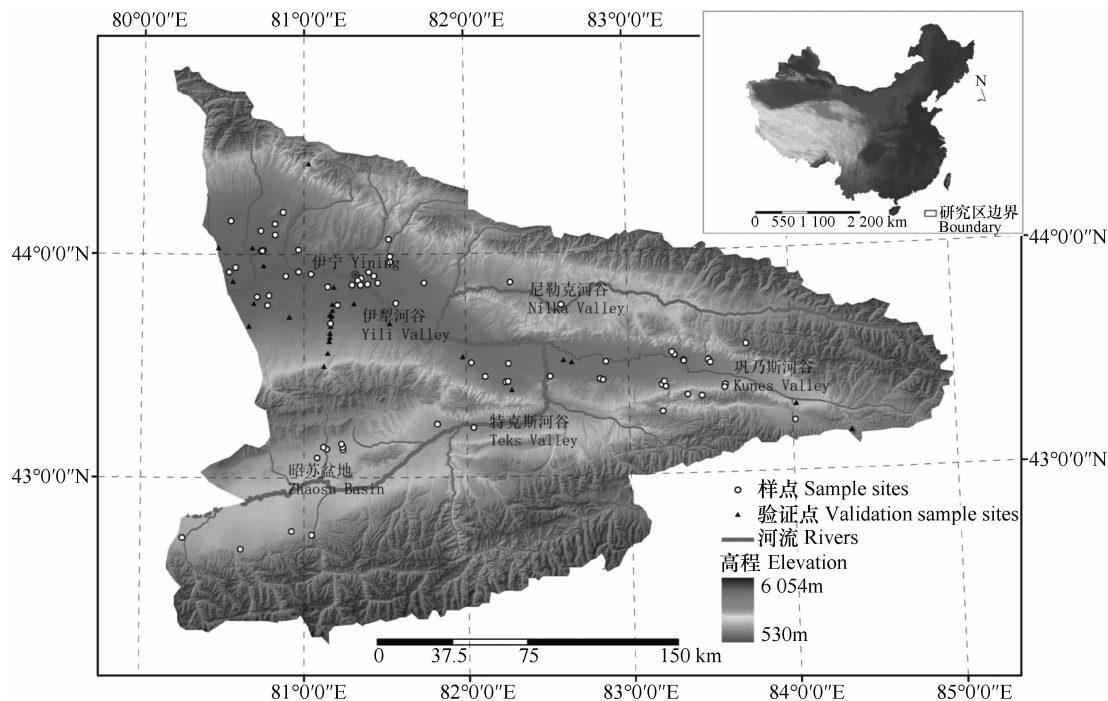 80°0′0″E 81°0′0″E 82°0′0″E 83°0′0″E
N
0 550 1 100 2 200 km
研究区边界
Boundary
44°0′0″N
44°0′0″N
伊宁 Yining
尼勒克河谷
Nilka Valley
伊犁河谷
Yili Valley
巩乃斯河谷
Kunes Valley
特克斯河谷
Teks Valley
昭苏盆地
Zhaosu Basin
43°0′0″N
43°0′0″N
样点 Sample sites
验证点 Validation sample sites
河流 Rivers
高程 Elevation
6 054m
530m
0 37.5 75 150 km
81°0′0″E 82°0′0″E 83°0′0″E 84°0′0″E 85°0′0″E